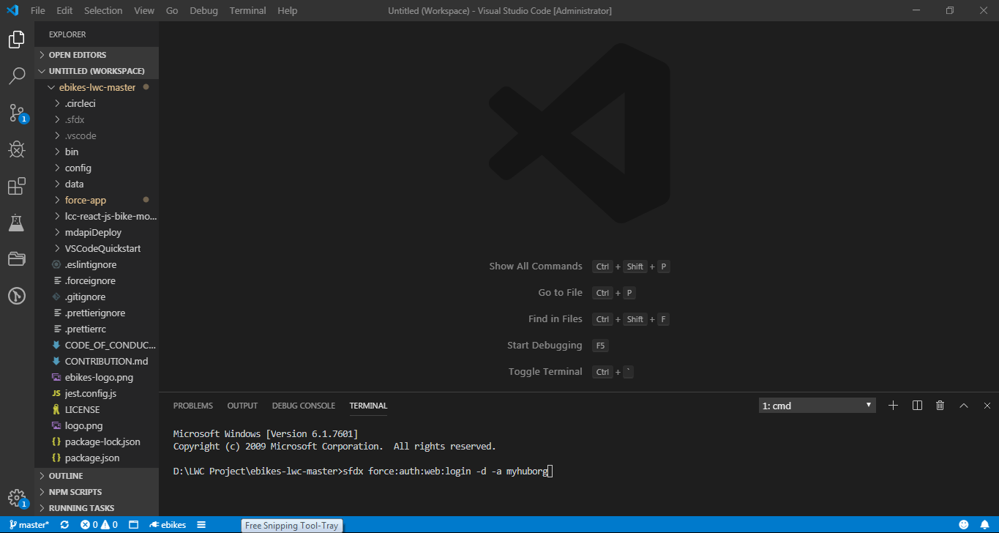 File Edit Selection View Go Debug Terminal Help
Untitled (Workspace) - Visual Studio Code [Administrator]
EXPLORER
OPEN EDITORS
UNTITLED (WORKSPACE)
ebikes-lwc-master
.circleci
.sfdx
.vscode
bin
config
data
force-app
lcc-react-js-bike-mo...
mdapiDeploy
VSCodeQuickstart
.eslintignore
.forceignore
.gitignore
.prettierignore
.prettierrc
CODE_OF_CONDUC...
CONTRIBUTION.md
ebikes-logo.png
JS jest.config.js
LICENSE
logo.png
{} package-lock.json
{} package.json
OUTLINE
NPM SCRIPTS
RUNNING TASKS
1
1
Show All Commands Ctrl + Shift + P
Go to File Ctrl + P
Find in Files Ctrl + Shift + F
Start Debugging F5
Toggle Terminal Ctrl + `
PROBLEMS OUTPUT DEBUG CONSOLE TERMINAL
1: cmd
Microsoft Windows [Version 6.1.7601]
Copyright (c) 2009 Microsoft Corporation.  All rights reserved.
D:\LWC Project\ebikes-lwc-master>sfdx force:auth:web:login -d -a myhuborg
master* 0 0 ebikes
Free Snipping Tool-Tray